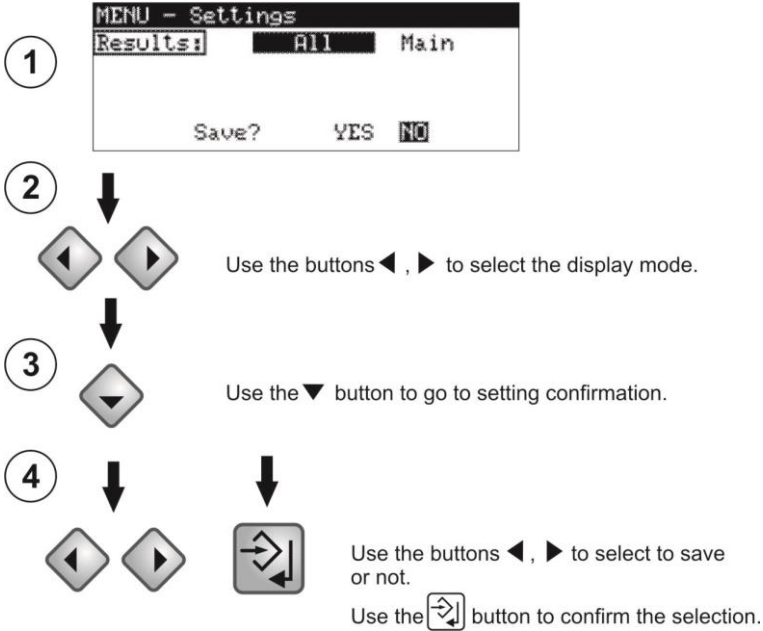 MENU - Settings
1
Results: All Main
Save? YES NO
2
Use the buttons ◀ , ▶ to select the display mode.
3
Use the ▼ button to go to setting confirmation.
4
Use the buttons ◀ , ▶ to select to save
or not.
Use the button to confirm the selection.